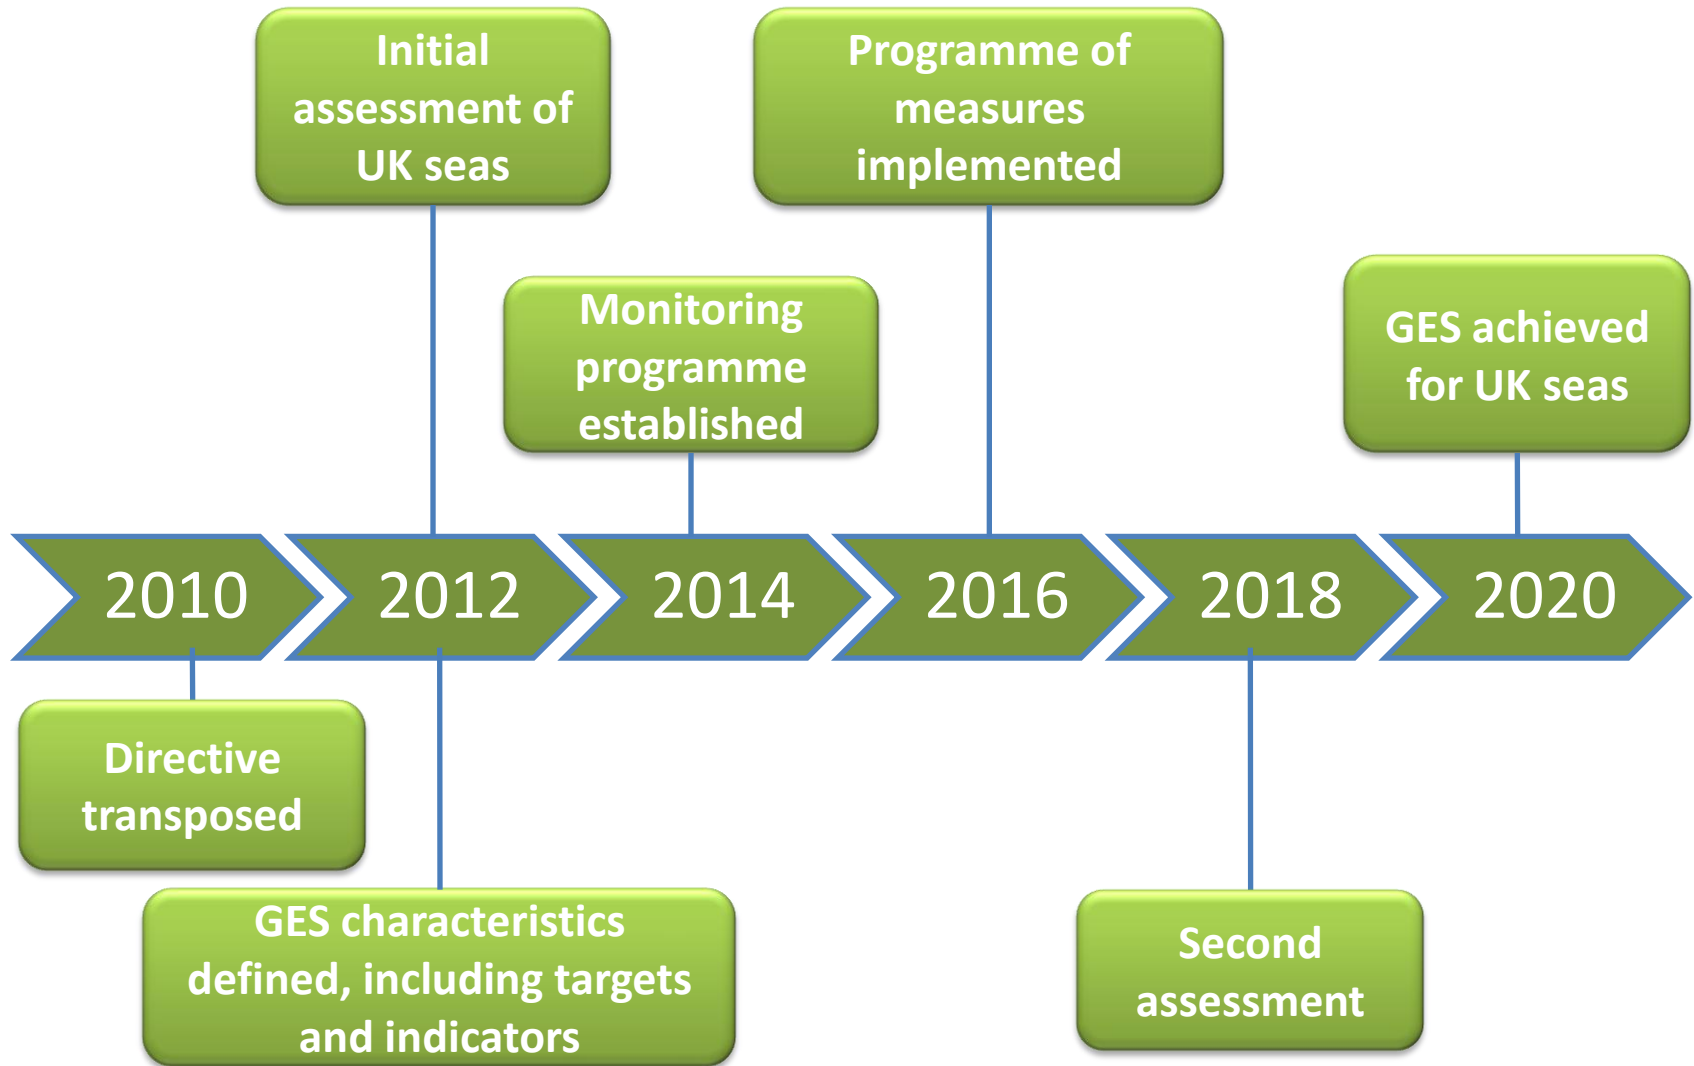 Initial
assessment of
UK seas
Programme of
measures
implemented
Monitoring
programme
established
GES achieved
for UK seas
2010
2012
2014
2016
2018
2020
Directive
transposed
GES characteristics
defined, including targets
and indicators
Second
assessment